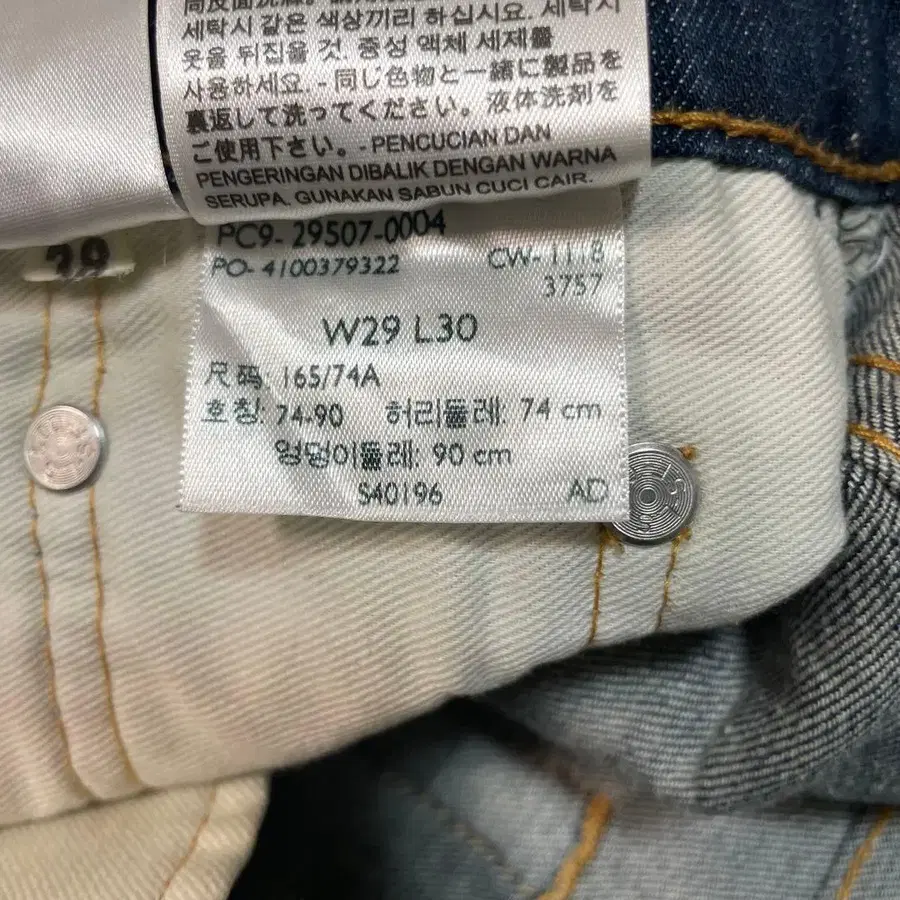 세탁시 같은 색상끼리 하십시요. 세탁시
옷을 뒤집을 것. 중성 액체 세제를
사용하세요. - 同じ色物と一緒に製品を
裏返して洗ってください。液体洗剤を
ご使用下さい。- PENCUCIAN DAN
PENGERINGAN DIBALIK DENGAN WARNA
SERUPA. GUNAKAN SABUN CUCI CAIR.
PC9- 29507-0004
PO- 4100379322 CW- 1118
3757
W29 L30
尺码: 165/74A
호칭: 74-90 허리둘레: 74 cm
엉덩이둘레: 90 cm
S40196 AD